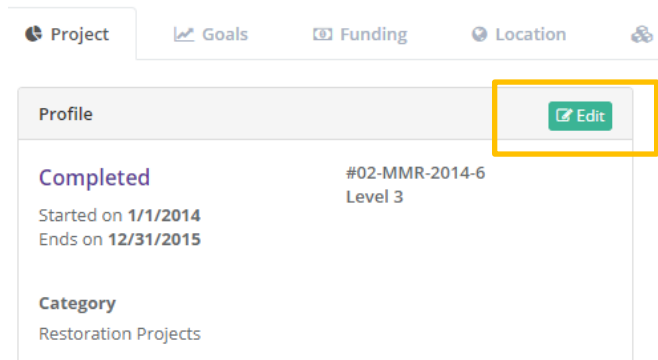 Project Goals Funding Location
Profile Edit
Completed
#02-MMR-2014-6
Level 3
Started on 1/1/2014
Ends on 12/31/2015
Category
Restoration Projects